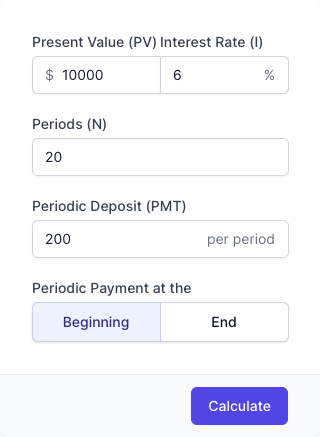 Present Value (PV) Interest Rate (I)
$ 10000 6 %
Periods (N)
20
Periodic Deposit (PMT)
200 per period
Periodic Payment at the
Beginning End
Calculate